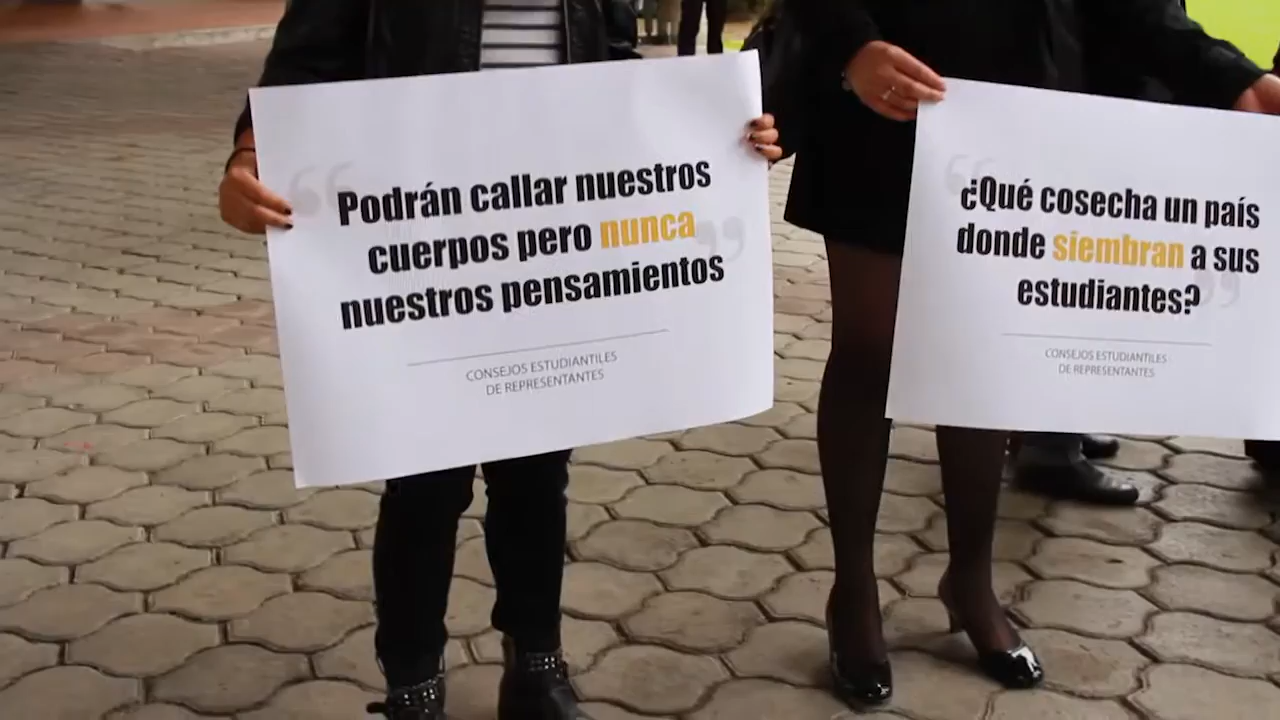 “
Podrán callar nuestros
cuerpos pero nunca
”
nuestros pensamientos
CONSEJOS ESTUDIANTILES
DE REPRESENTANTES
“
¿Qué cosecha un país
donde siembran a sus
estudiantes?
”
CONSEJOS ESTUDIANTILES
DE REPRESENTANTES